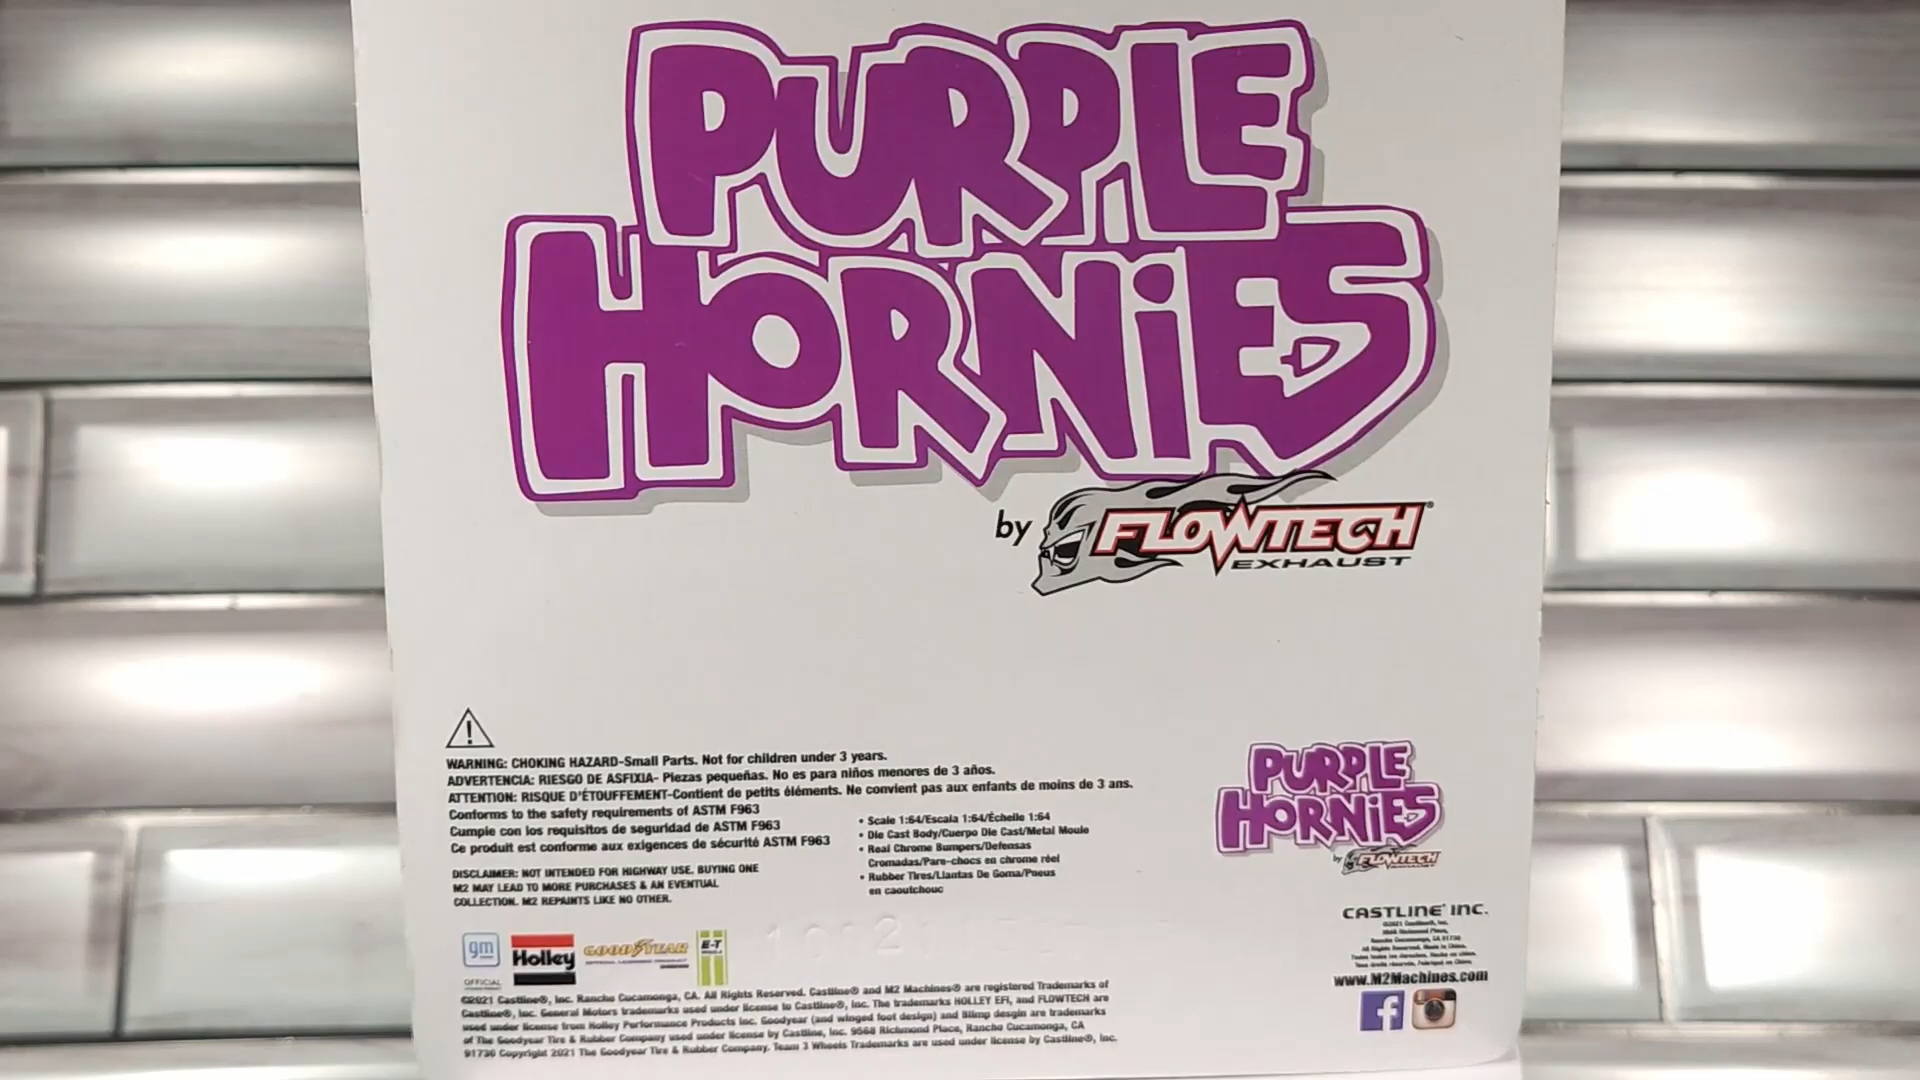 PURPLE
HORNiES
by FLOWTECH®
EXHAUST
WARNING: CHOKING HAZARD-Small Parts. Not for children under 3 years.
ADVERTENCIA: RIESGO DE ASFIXIA- Piezas pequeñas. No es para niños menores de 3 años.
ATTENTION: RISQUE D'ÉTOUFFEMENT-Contient de petits éléments. Ne convient pas aux enfants de moins de 3 ans.
Conforms to the safety requirements of ASTM F963
Cumple con los requisitos de seguridad de ASTM F963
Ce produit est conforme aux exigences de sécurité ASTM F963
DISCLAIMER: NOT INTENDED FOR HIGHWAY USE. BUYING ONE
M2 MAY LEAD TO MORE PURCHASES & AN EVENTUAL
COLLECTION. M2 REPAINTS LIKE NO OTHER.
• Scale 1:64/Escala 1:64/Échelle 1:64
• Die Cast Body/Cuerpo Die Cast/Metal Moule
• Real Chrome Bumpers/Defensas
Cromadas/Pare-chocs en chrome réel
• Rubber Tires/Llantas De Goma/Pneus
en caoutchouc
PURPLE
HORNiES
by FLOWTECH
EXHAUST
CASTLINE® INC.
www.M2Machines.com
gm
OFFICIAL
Holley
GOODYEAR
E-T
©2021 Castline®, Inc. Rancho Cucamonga, CA. All Rights Reserved. Castline® and M2 Machines® are registered Trademarks of
Castline®, Inc. General Motors trademarks used under license to Castline®, Inc. The trademarks HOLLEY EFI, and FLOWTECH are
used under license from Holley Performance Products Inc. Goodyear (and winged foot design) and Blimp desgin are trademarks
of The Goodyear Tire & Rubber Company used under license by Castline, Inc. 9568 Richmond Place, Rancho Cucamonga, CA
91730 Copyright 2021 The Goodyear Tire & Rubber Company. Team 3 Wheels Trademarks are used under license by Castline®, Inc.